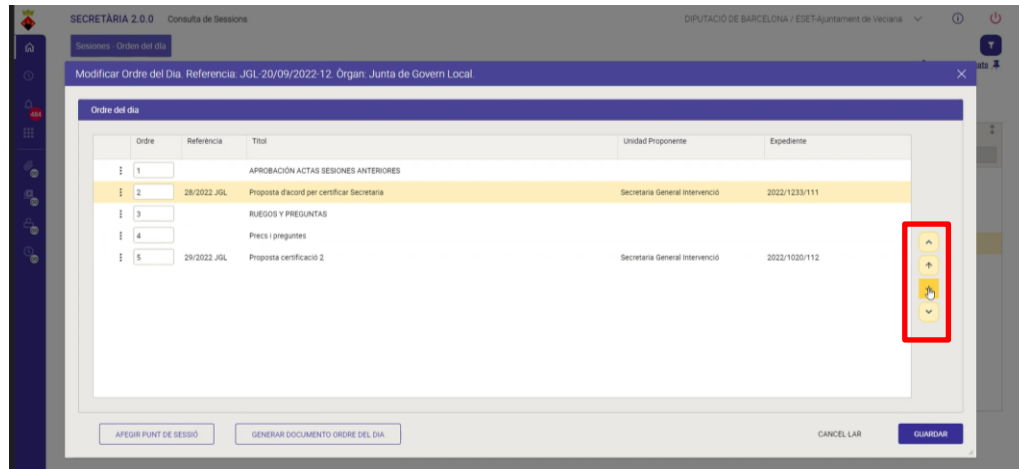 SECRETÀRIA 2.0.0 Consulta de Sessions DIPUTACIÓ DE BARCELONA / ESET-Ajuntament de Veciana
Sesiones - Orden del día
ats
Modificar Ordre del Dia. Referencia: JGL-20/09/2022-12. Òrgan: Junta de Govern Local.
484
Ordre del dia
Ordre Referència Títol Unidad Proponente Expediente
1 APROBACIÓN ACTAS SESIONES ANTERIORES
2 28/2022 JGL Proposta d'acord per certificar Secretaria Secretaria General Intervenció 2022/1233/111
3 RUEGOS Y PREGUNTAS
4 Precs i preguntes
5 29/2022 JGL Proposta certificació 2 Secretaria General Intervenció 2022/1020/112
AFEGIR PUNT DE SESSIÓ GENERAR DOCUMENTO ORDRE DEL DIA CANCEL·LAR GUARDAR